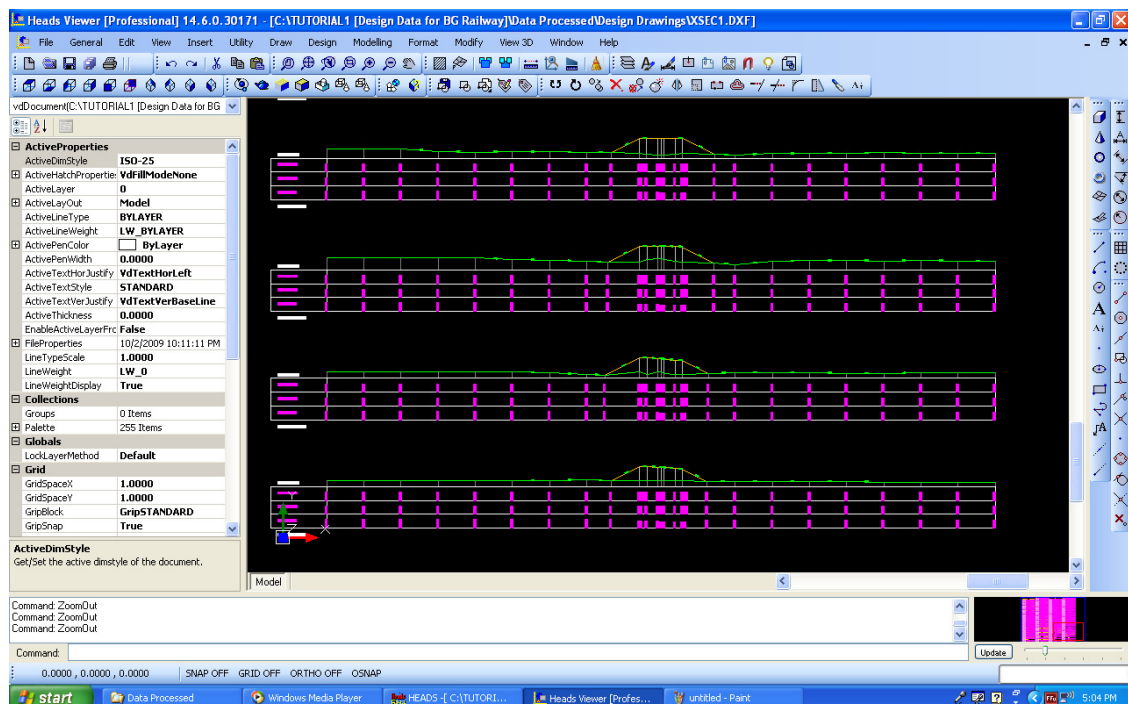 Heads Viewer [Professional] 14.6.0.30171 - [C:\TUTORIAL1 [Design Data for BG Railway]\Data Processed\Design Drawings\XSEC1.DXF]
File General Edit View Insert Utility Draw Design Modelling Format Modify View 3D Window Help
vdDocument(C:\TUTORIAL1 [Design Data for BG
ActiveProperties
ActiveDimStyle ISO-25
ActiveHatchPropertie: VdFillModeNone
ActiveLayer 0
ActiveLayOut Model
ActiveLineType BYLAYER
ActiveLineWeight LW_BYLAYER
ActivePenColor ByLayer
ActivePenWidth 0.0000
ActiveTextHorJustify VdTextHorLeft
ActiveTextStyle STANDARD
ActiveTextVerJustify VdTextVerBaseLine
ActiveThickness 0.0000
EnableActiveLayerFrc False
FileProperties 10/2/2009 10:11:11 PM
LineTypeScale 1.0000
LineWeight LW_0
LineWeightDisplay True
Collections
Groups 0 Items
Palette 255 Items
Globals
LockLayerMethod Default
Grid
GridSpaceX 1.0000
GridSpaceY 1.0000
GripBlock GripSTANDARD
GripSnap True
ActiveDimStyle
Get/Set the active dimstyle of the document.
Y
Z
Model
Command: ZoomOut
Command: ZoomOut
Command: ZoomOut
Command:
Update
0.0000 , 0.0000 , 0.0000 SNAP OFF GRID OFF ORTHO OFF OSNAP
start Data Processed Windows Media Player HEADS -[ C:\TUTORI... Heads Viewer [Profes... untitled - Paint 5:04 PM